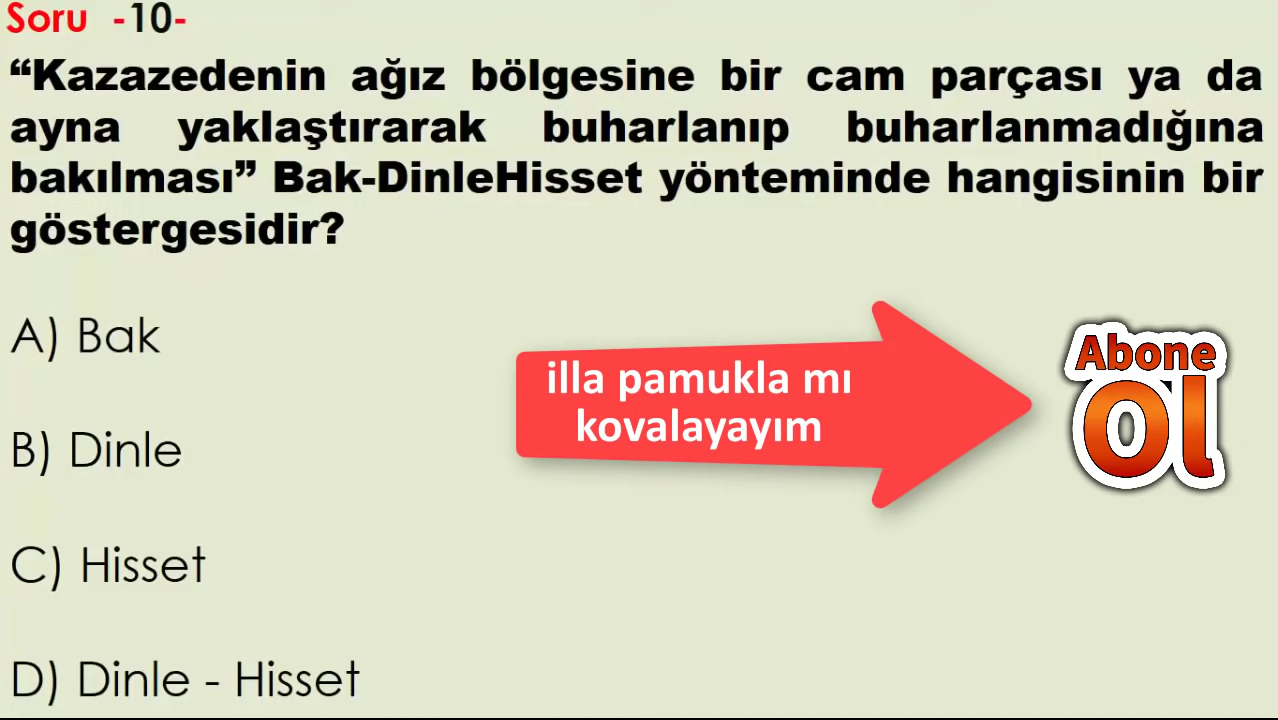 Soru -10-
“Kazazedenin ağız bölgesine bir cam parçası ya da
ayna yaklaştırarak buharlanıp buharlanmadığına
bakılması” Bak-DinleHisset yönteminde hangisinin bir
göstergesidir?
A) Bak
B) Dinle
C) Hisset
D) Dinle - Hisset
illa pamukla mı
kovalayayım
Abone
Ol